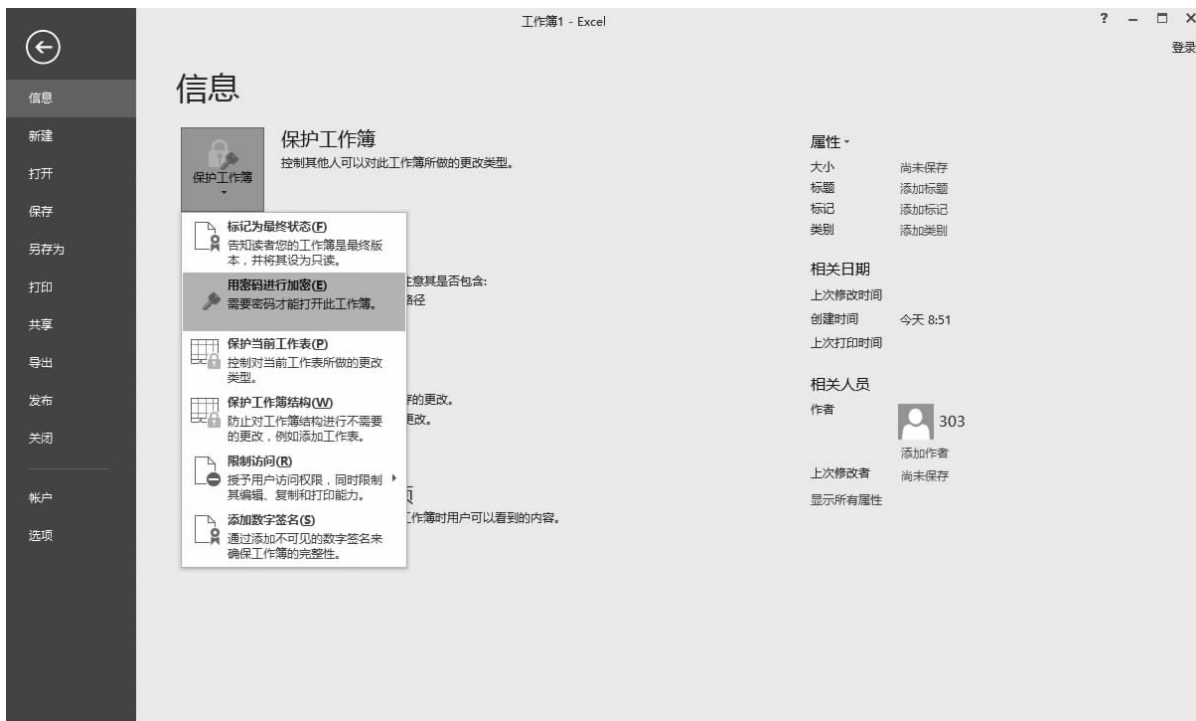 工作簿1 - Excel
? – □ ×
登录
信息
新建
打开
保存
另存为
打印
共享
导出
发布
关闭
帐户
选项
信息
保护工作簿
保护工作簿
控制其他人可以对此工作簿所做的更改类型。
标记为最终状态(F)
告知读者您的工作簿是最终版
本，并将其设为只读。
用密码进行加密(E)
需要密码才能打开此工作簿。
保护当前工作表(P)
控制对当前工作表所做的更改
类型。
保护工作簿结构(W)
防止对工作簿结构进行不需要
的更改，例如添加工作表。
限制访问(R)
授予用户访问权限，同时限制
其编辑、复制和打印能力。
添加数字签名(S)
通过添加不可见的数字签名来
确保工作簿的完整性。
意其是否包含:
径
的更改。
更改。
作簿时用户可以看到的内容。
属性
大小 尚未保存
标题 添加标题
标记 添加标记
类别 添加类别
相关日期
上次修改时间
创建时间 今天 8:51
上次打印时间
相关人员
作者 303
添加作者
上次修改者 尚未保存
显示所有属性